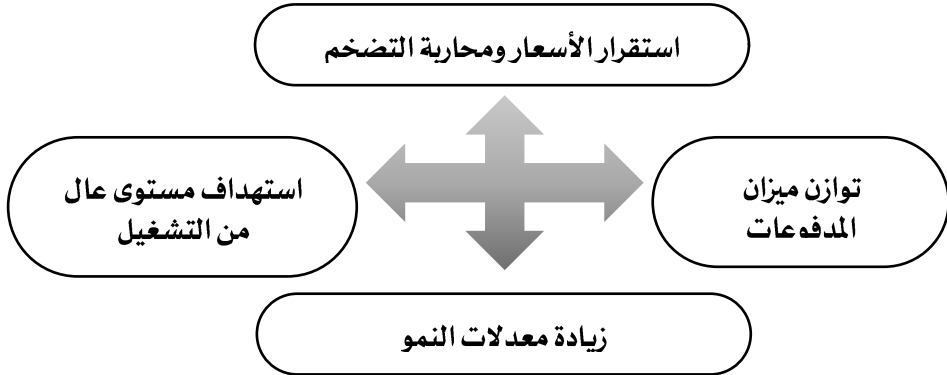 استقرار الأسعار ومحاربة التضخم
توازن ميزان
المدفوعات
استهداف مستوى عال
من التشغيل
زيادة معدلات النمو